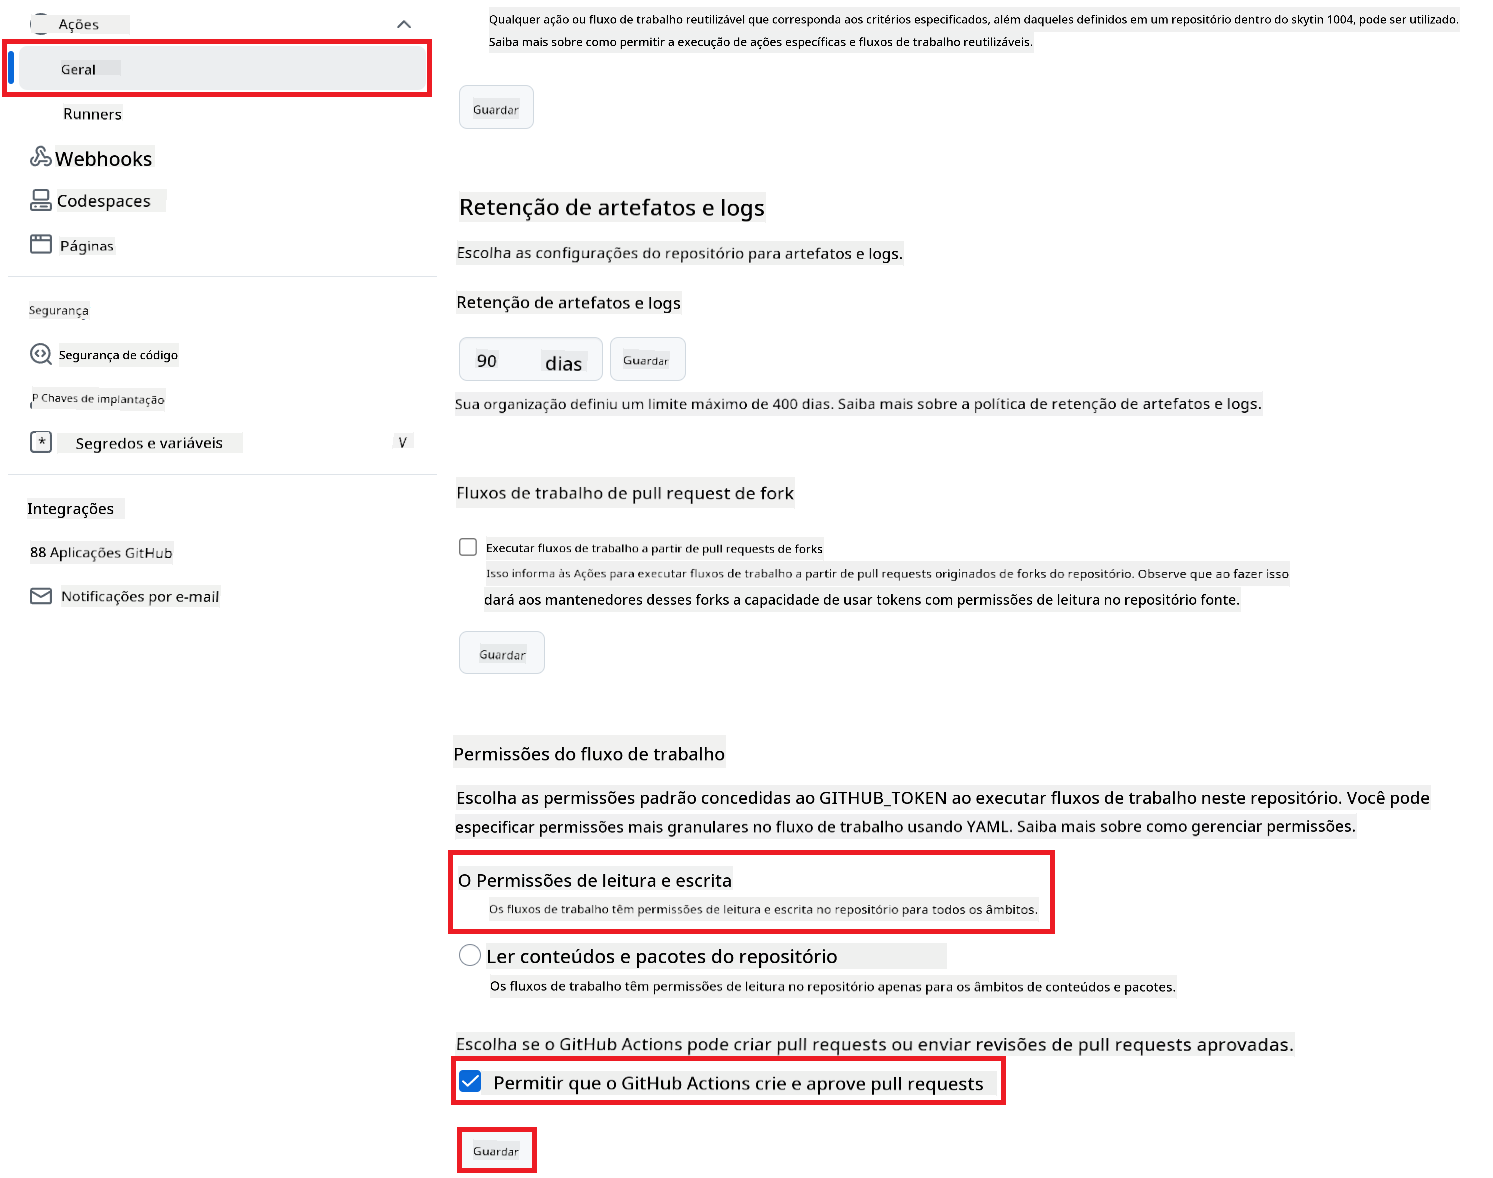 Ações
Geral
Runners
Webhooks
Codespaces
Páginas
Segurança
Segurança de código
P Chaves de implantação
* Segredos e variáveis V
Integrações
88 Aplicações GitHub
Notificações por e-mail
Qualquer ação ou fluxo de trabalho reutilizável que corresponda aos critérios especificados, além daqueles definidos em um repositório dentro do skytin 1004, pode ser utilizado.
Saiba mais sobre como permitir a execução de ações específicas e fluxos de trabalho reutilizáveis.
Guardar
Retenção de artefatos e logs
Escolha as configurações do repositório para artefatos e logs.
Retenção de artefatos e logs
90 dias Guardar
Sua organização definiu um limite máximo de 400 dias. Saiba mais sobre a política de retenção de artefatos e logs.
Fluxos de trabalho de pull request de fork
Executar fluxos de trabalho a partir de pull requests de forks
Isso informa às Ações para executar fluxos de trabalho a partir de pull requests originados de forks do repositório. Observe que ao fazer isso
dará aos mantenedores desses forks a capacidade de usar tokens com permissões de leitura no repositório fonte.
Guardar
Permissões do fluxo de trabalho
Escolha as permissões padrão concedidas ao GITHUB_TOKEN ao executar fluxos de trabalho neste repositório. Você pode
especificar permissões mais granulares no fluxo de trabalho usando YAML. Saiba mais sobre como gerenciar permissões.
O Permissões de leitura e escrita
Os fluxos de trabalho têm permissões de leitura e escrita no repositório para todos os âmbitos.
Ler conteúdos e pacotes do repositório
Os fluxos de trabalho têm permissões de leitura no repositório apenas para os âmbitos de conteúdos e pacotes.
Escolha se o GitHub Actions pode criar pull requests ou enviar revisões de pull requests aprovadas.
Permitir que o GitHub Actions crie e aprove pull requests
Guardar